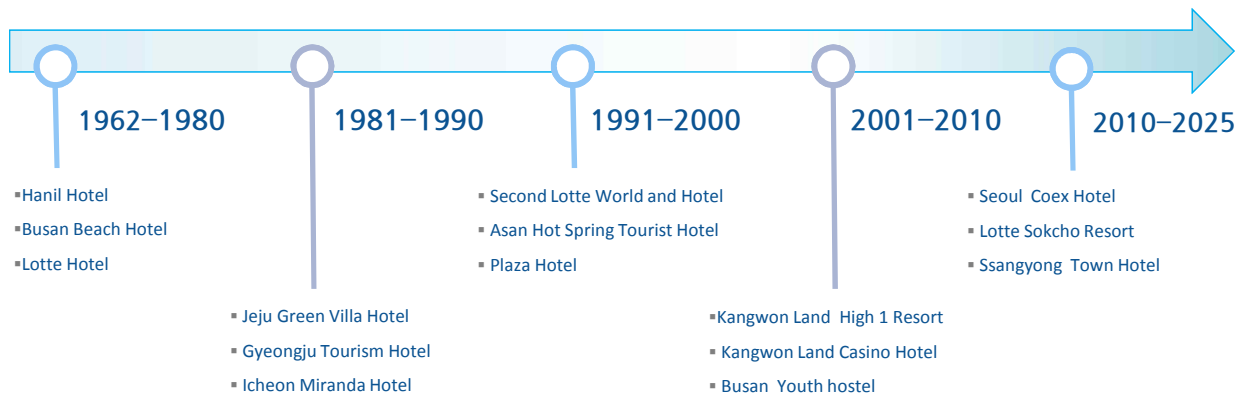 1962–1980
▪Hanil Hotel
▪Busan Beach Hotel
▪Lotte Hotel
1981–1990
▪ Jeju Green Villa Hotel
▪ Gyeongju Tourism Hotel
▪ Icheon Miranda Hotel
1991–2000
▪ Second Lotte World and Hotel
▪ Asan Hot Spring Tourist Hotel
▪ Plaza Hotel
2001–2010
▪Kangwon Land High 1 Resort
▪ Kangwon Land Casino Hotel
▪ Busan Youth hostel
2010–2025
▪ Seoul Coex Hotel
▪ Lotte Sokcho Resort
▪ Ssangyong Town Hotel